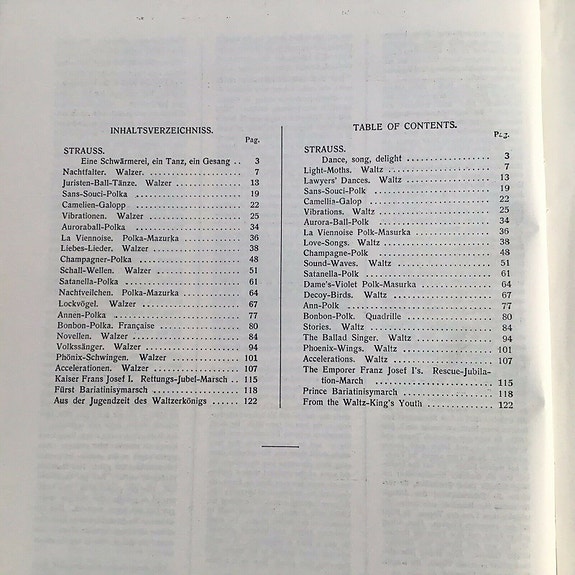 INHALTSVERZEICHNISS.
Pag.
STRAUSS.
Eine Schwärmerei, ein Tanz, ein Gesang .. 3
Nachtfalter. Walzer. .................... 7
Juristen-Ball-Tänze. Walzer .............. 13
Sans-Souci-Polka ...................... 19
Camelien-Galopp ...................... 22
Vibrationen. Walzer .................... 25
Auroraball-Polka ...................... 34
La Viennoise. Polka-Mazurka ............ 36
Liebes-Lieder. Walzer .................. 38
Champagner-Polka .................... 48
Schall-Wellen. Walzer .................. 51
Satanella-Polka ........................ 61
Nachtveilchen. Polka-Mazurka ............ 64
Lockvögel. Walzer .................... 67
Annen-Polka .......................... 77
Bonbon-Polka. Française ................ 80
Novellen. Walzer ...................... 84
Volkssänger. Walzer .................... 94
Phönix-Schwingen. Walzer .............. 101
Accelerationen. Walzer .................. 107
Kaiser Frans Josef I. Rettungs-Jubel-Marsch .. 115
Fürst Bariatinisymarsch .................. 118
Aus der Jugendzeit des Waltzerkönigs ...... 122
TABLE OF CONTENTS.
Pag.
STRAUSS.
Dance, song, delight .................. 3
Light-Moths. Waltz ...................... 7
Lawyers' Dances. Waltz .................. 13
Sans-Souci-Polk ........................ 19
Camellia-Galop ........................ 22
Vibrations. Waltz ...................... 25
Aurora-Ball-Polk ...................... 34
La Viennoise Polk-Masurka .............. 36
Love-Songs. Waltz ...................... 38
Champagne-Polk ...................... 48
Sound-Waves. Waltz .................... 51
Satanella-Polk .......................... 61
Dame's-Violet Polk-Masurka .............. 64
Decoy-Birds. Waltz .................... 67
Ann-Polk ............................ 77
Bonbon-Polk. Quadrille ................ 80
Stories. Waltz ........................ 84
The Ballad Singer. Waltz ................ 94
Phoenix-Wings. Waltz .................. 101
Accelerations. Waltz .................... 107
The Emporer Franz Josef I's. Rescue-Jubila-
tion-March ........................ 115
Prince Bariatinisymarch .................. 118
From the Waltz-King's Youth .............. 122